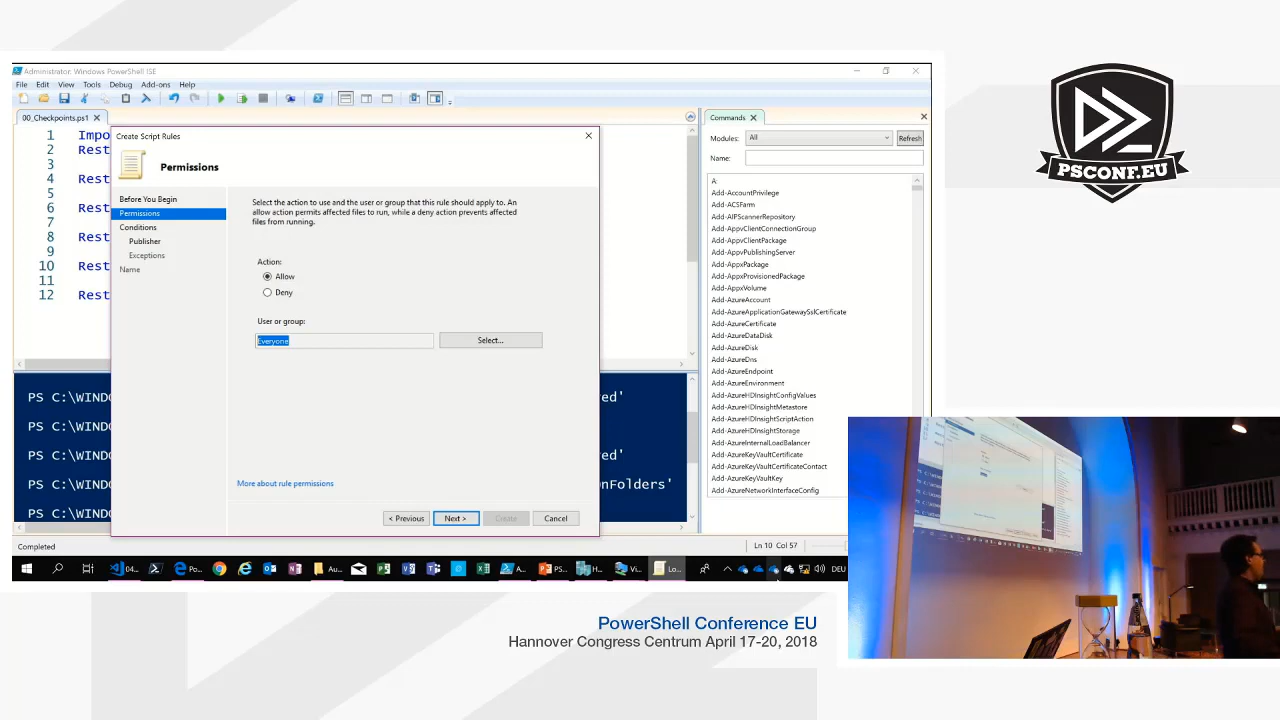 Administrator: Windows PowerShell ISE
File Edit View Tools Debug Add-ons Help
00_Checkpoints.ps1
1 Impo
2 Rest
3
4 Rest
5
6 Rest
7
8 Rest
9
10 Rest
11
12 Rest
Create Script Rules
Permissions
Before You Begin
Permissions
Conditions
Publisher
Exceptions
Name
Select the action to use and the user or group that this rule should apply to. An
allow action permits affected files to run, while a deny action prevents affected
files from running.
Action:
Allow
Deny
User or group:
Everyone
Select...
More about rule permissions
< Previous Next > Create Cancel
PS C:\WINDO
ed'
PS C:\WINDO
PS C:\WINDO
ed'
PS C:\WINDO
onFolders'
PS C:\WINDO
Commands
Modules: All Refresh
Name:
A:
Add-AccountPrivilege
Add-ACSFarm
Add-AIPScannerRepository
Add-AppvClientConnectionGroup
Add-AppvClientPackage
Add-AppvPublishingServer
Add-AppxPackage
Add-AppxProvisionedPackage
Add-AppxVolume
Add-AzureAccount
Add-AzureApplicationGatewaySslCertificate
Add-AzureCertificate
Add-AzureDataDisk
Add-AzureDisk
Add-AzureDns
Add-AzureEndpoint
Add-AzureEnvironment
Add-AzureHDInsightConfigValues
Add-AzureHDInsightMetastore
Add-AzureHDInsightScriptAction
Add-AzureHDInsightStorage
Add-AzureInternalLoadBalancer
Add-AzureKeyVaultCertificate
Add-AzureKeyVaultCertificateContact
Add-AzureKeyVaultKey
Add-AzureNetworkInterfaceConfig
Completed
Ln 10 Col 57
04... Po... Au... A... PS... H... Vi... Lo... DEU
PSCONF.EU
PowerShell Conference EU
Hannover Congress Centrum April 17-20, 2018